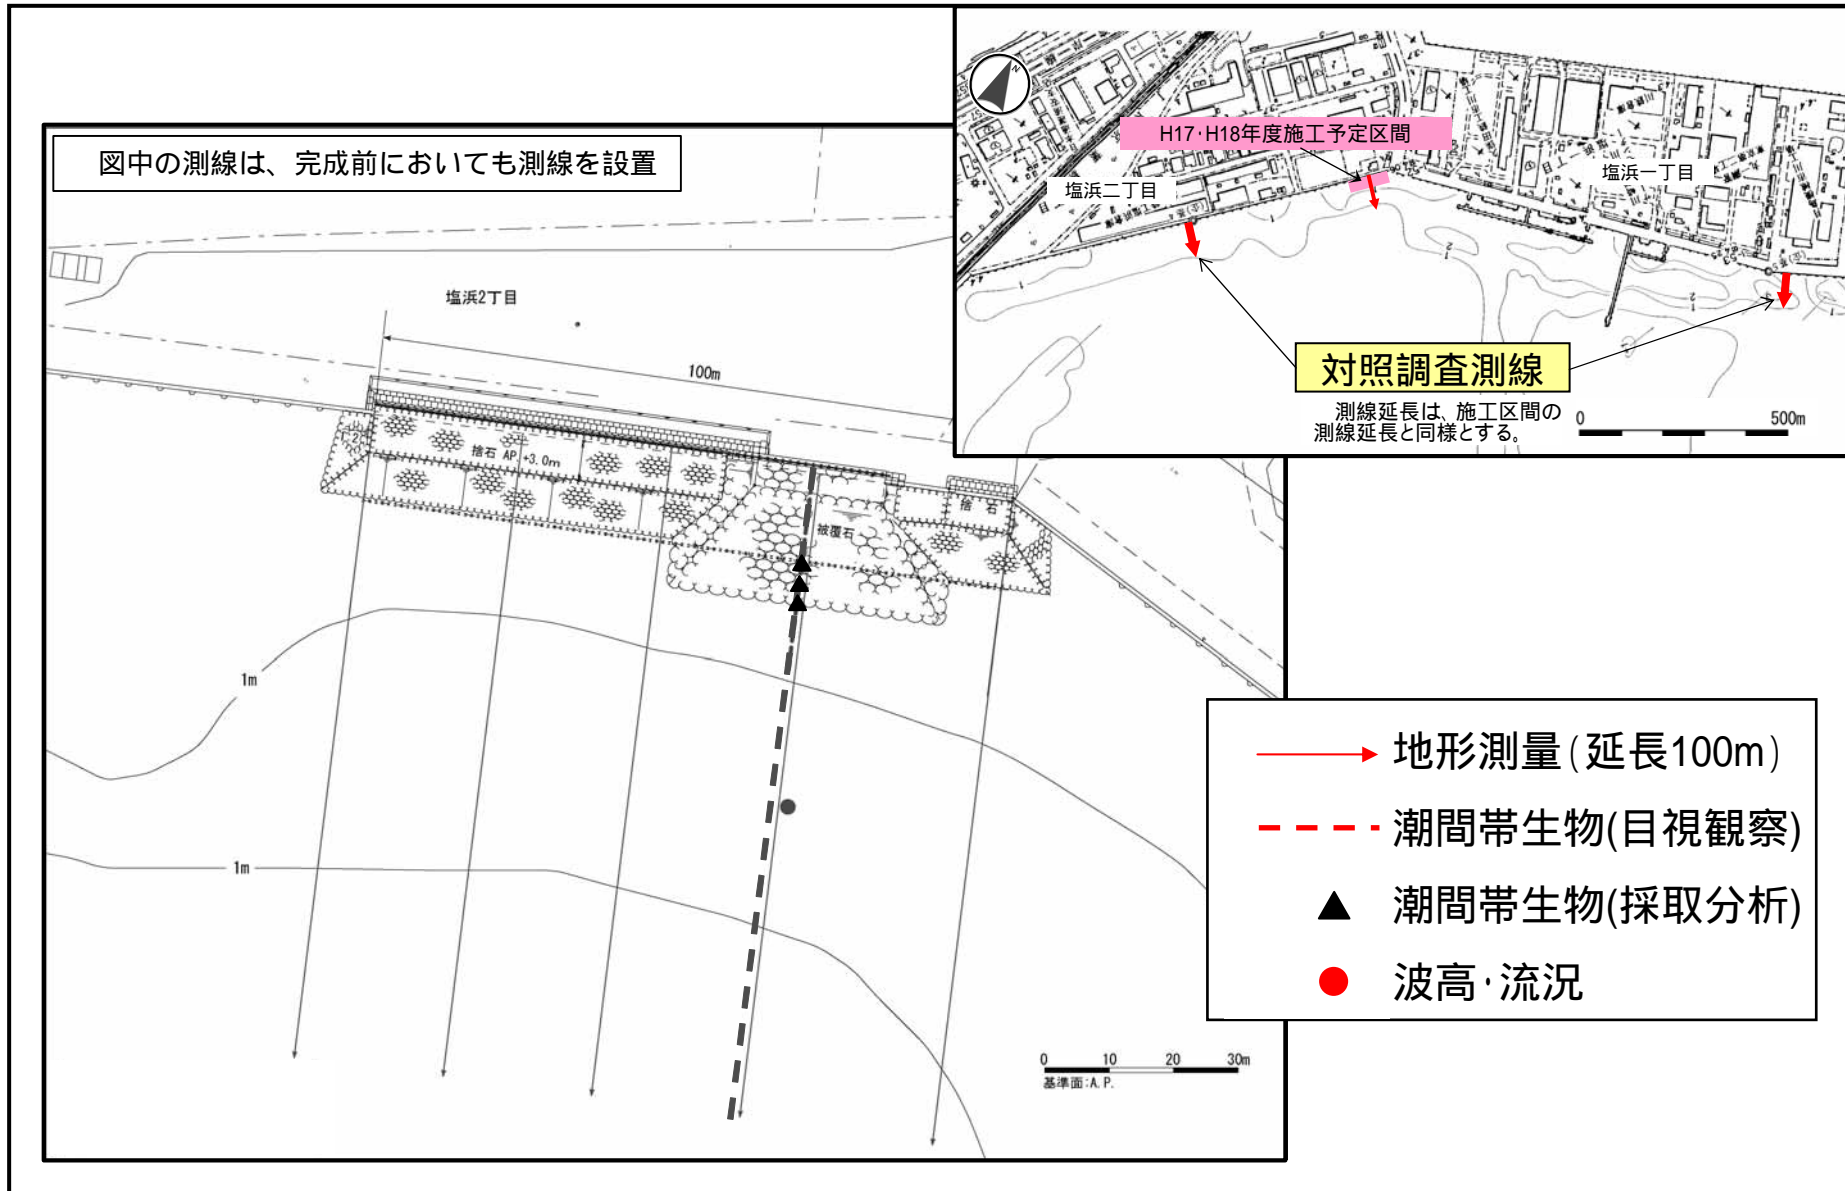 図中の測線は、完成前においても測線を設置
塩浜2丁目
100m
捨石 AP.+3.0m
捨 石
被覆石
1m
1m
0 10 20 30m
基準面:A.P.
N
H17・H18年度施工予定区間
塩浜二丁目
塩浜一丁目
対照調査測線
測線延長は、施工区間の
測線延長と同様とする。
0 500m
地形測量(延長100m)
潮間帯生物(目視観察)
潮間帯生物(採取分析)
波高・流況